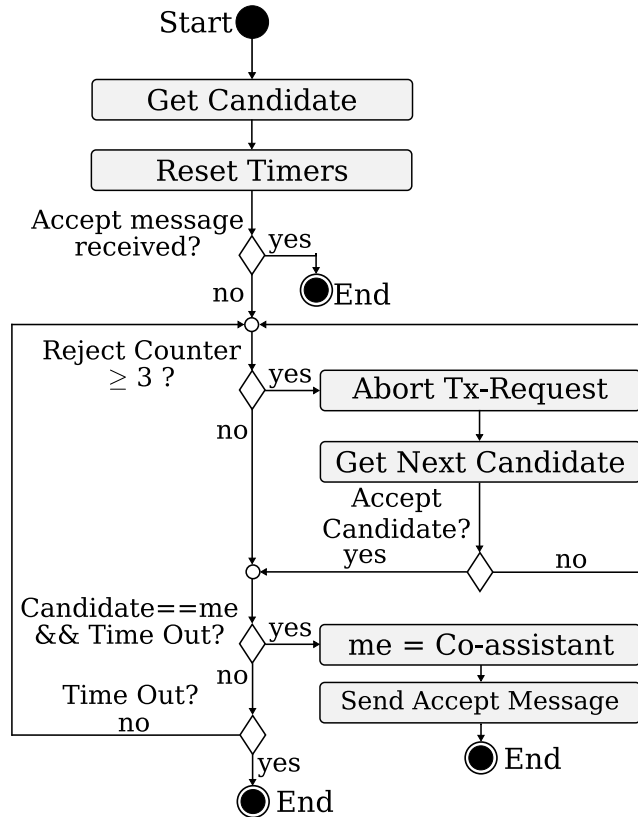 Start
Get Candidate
Reset Timers
Accept message
received?
yes
End
no
Reject Counter
≥ 3 ?
yes
Abort Tx-Request
no
Get Next Candidate
Accept
Candidate?
yes
no
Candidate==me
&& Time Out?
yes
me = Co-assistant
no
Time Out?
no
Send Accept Message
End
yes
End